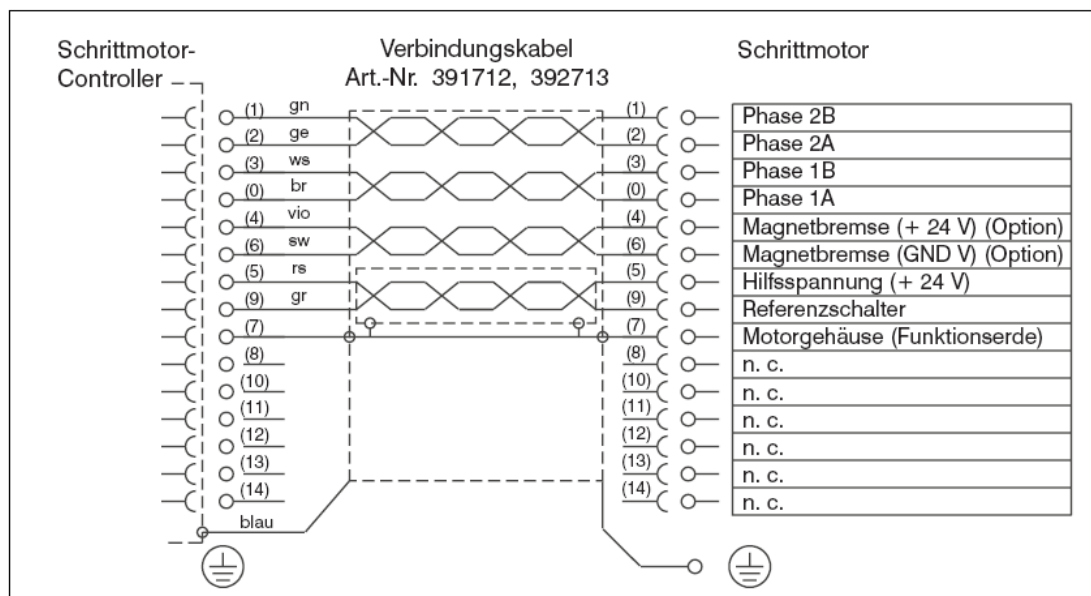 Schrittmotor-
Controller
Verbindungskabel
Art.-Nr. 391712, 392713
Schrittmotor
(1) gn (1) Phase 2B
(2) ge (2) Phase 2A
(3) ws (3) Phase 1B
(0) br (0) Phase 1A
(4) vio (4) Magnetbremse (+ 24 V) (Option)
(6) sw (6) Magnetbremse (GND V) (Option)
(5) rs (5) Hilfsspannung (+ 24 V)
(9) gr (9) Referenzschalter
(7) (7) Motorgehäuse (Funktionserde)
(8) (8) n. c.
(10) (10) n. c.
(11) (11) n. c.
(12) (12) n. c.
(13) (13) n. c.
(14) (14) n. c.
blau